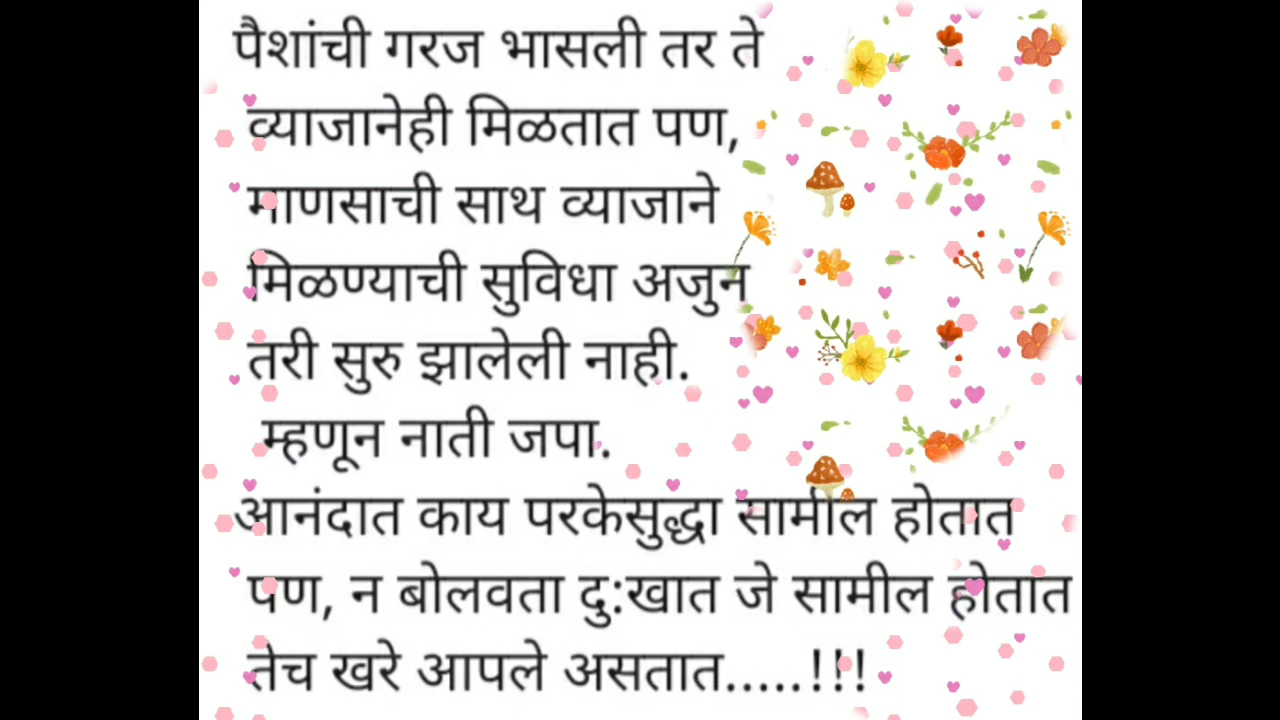 पैशांची गरज भासली तर ते
व्याजानेही मिळतात पण,
माणसाची साथ व्याजाने
मिळण्याची सुविधा अजुन
तरी सुरु झालेली नाही.
म्हणून नाती जपा.
आनंदात काय परकेसुद्धा सामील होतात
पण, न बोलवता दु:खात जे सामील होतात
तेच खरे आपले असतात.....!!!